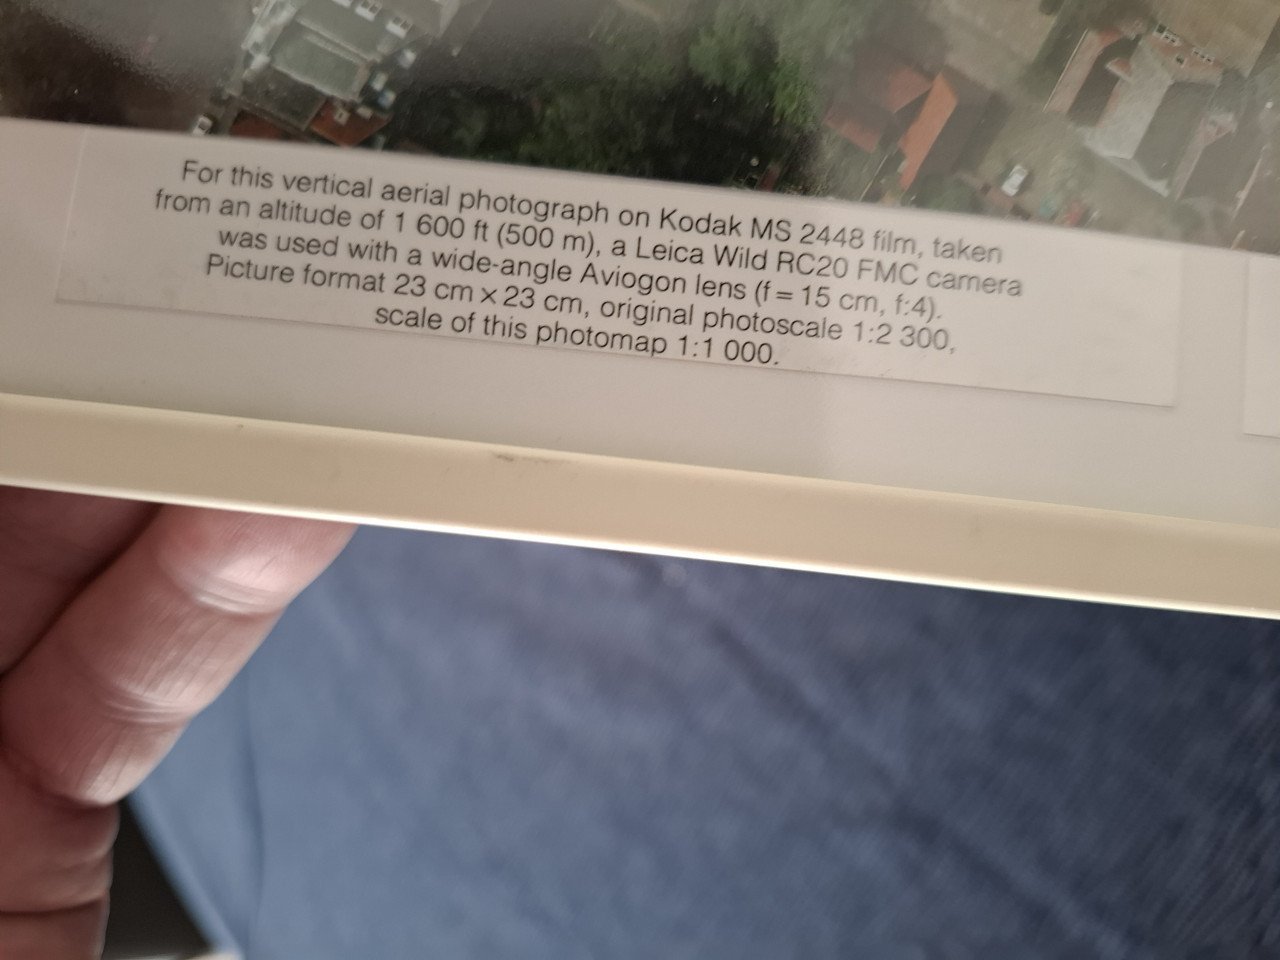 For this vertical aerial photograph on Kodak MS 2448 film, taken
from an altitude of 1 600 ft (500 m), a Leica Wild RC20 FMC camera
was used with a wide-angle Aviogon lens (f = 15 cm, f:4).
Picture format 23 cm × 23 cm, original photoscale 1:2 300,
scale of this photomap 1:1 000.